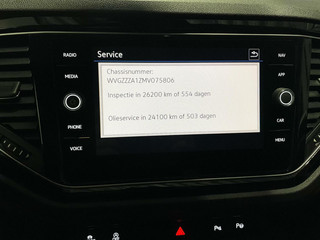 Service
RADIO
MEDIA
PHONE
VOICE
Chassisnummer:
WVGZZZA1ZMV075806
Inspectie in 26200 km of 554 dagen
Olieservice in 24100 km of 503 dagen
NAV
APP
CAR
MENU